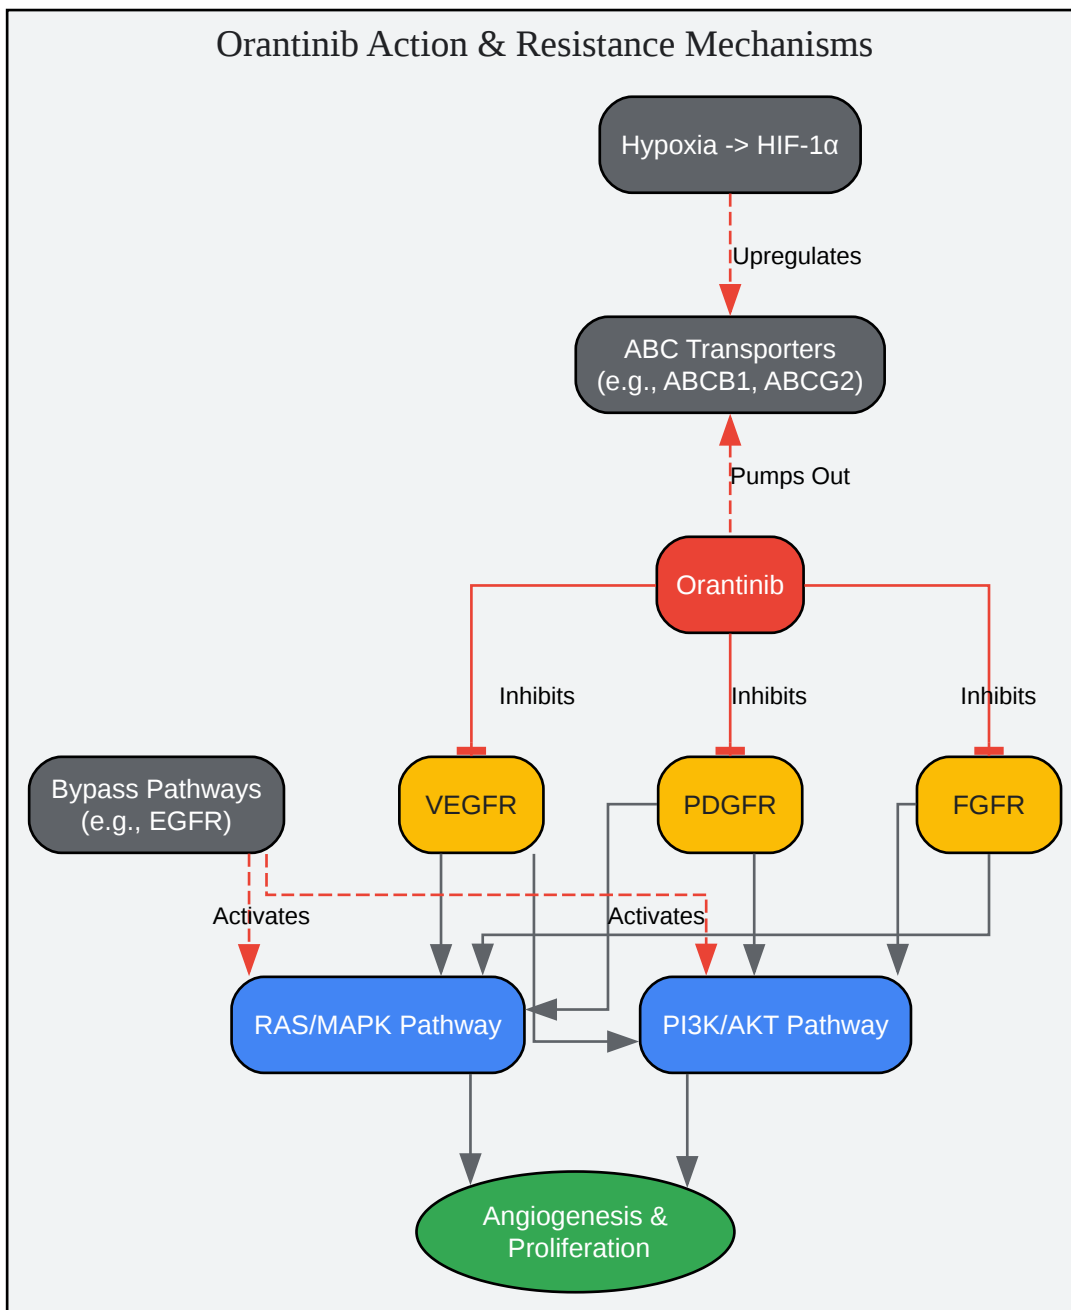 Orantinib Action & Resistance Mechanisms
Hypoxia -> HIF-1α
Upregulates
ABC Transporters
(e.g., ABCB1, ABCG2)
Pumps Out
Orantinib
Inhibits
Inhibits
Inhibits
Bypass Pathways
(e.g., EGFR)
VEGFR
PDGFR
FGFR
Activates
Activates
RAS/MAPK Pathway
PI3K/AKT Pathway
Angiogenesis &
Proliferation